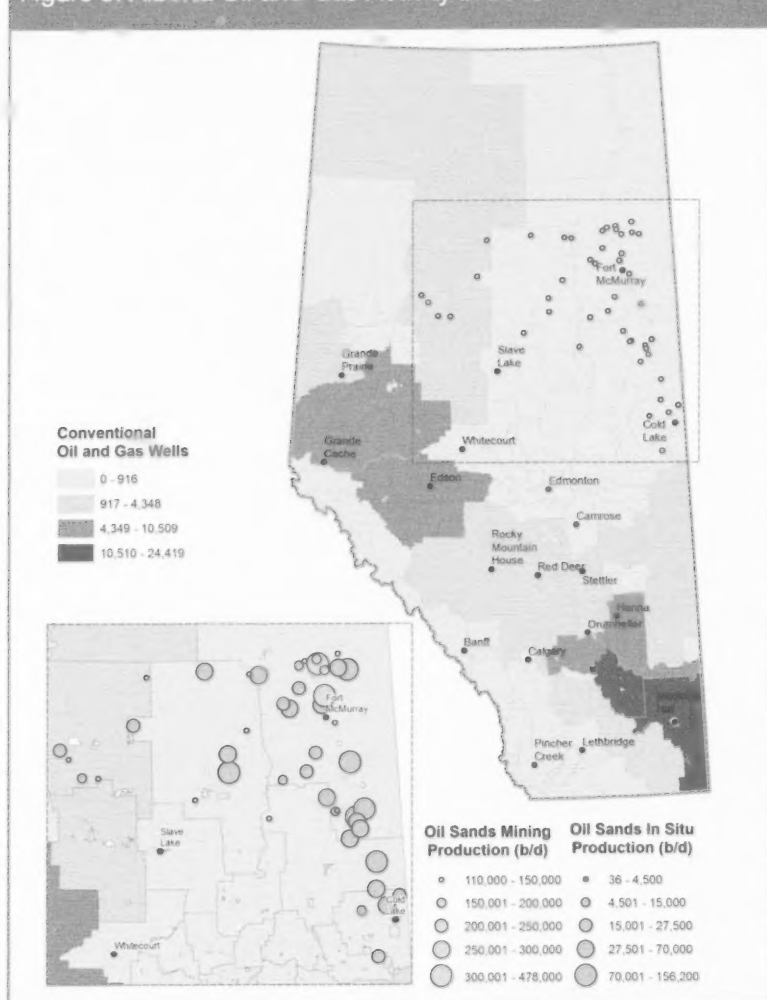 Fort
McMurray
Grande
Prairie
Slave
Lake
Cold
Lake
Whitecourt
Grande
Cache
Edson
Edmonton
Camrose
Rocky
Mountain
House
Red Deer
Stettler
Hanna
Drumheller
Banff
Calgary
Pincher
Creek
Lethbridge
Conventional
Oil and Gas Wells
0 - 916
917 - 4,348
4,349 - 10,509
10,510 - 24,419
Fort
McMurray
Slave
Lake
Cold
Lake
Whitecourt
Oil Sands Mining
Production (b/d)
110,000 - 150,000
150,001 - 200,000
200,001 - 250,000
250,001 - 300,000
300,001 - 478,000
Oil Sands In Situ
Production (b/d)
36 - 4,500
4,501 - 15,000
15,001 - 27,500
27,501 - 70,000
70,001 - 156,200